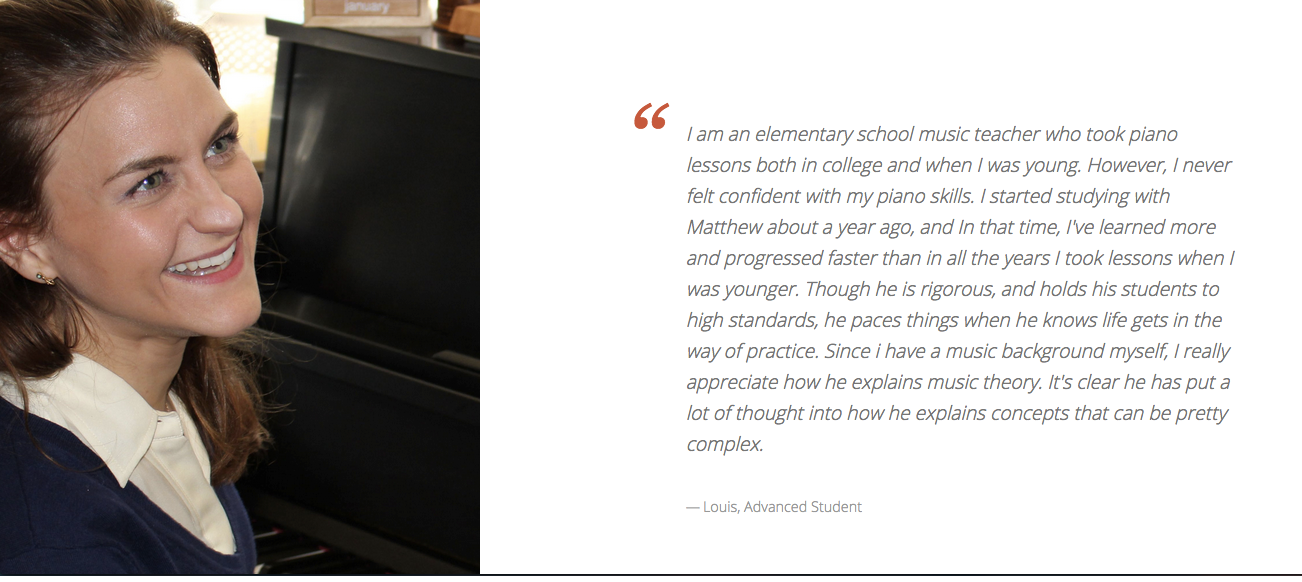 january
“
I am an elementary school music teacher who took piano
lessons both in college and when I was young. However, I never
felt confident with my piano skills. I started studying with
Matthew about a year ago, and In that time, I've learned more
and progressed faster than in all the years I took lessons when I
was younger. Though he is rigorous, and holds his students to
high standards, he paces things when he knows life gets in the
way of practice. Since i have a music background myself, I really
appreciate how he explains music theory. It's clear he has put a
lot of thought into how he explains concepts that can be pretty
complex.
— Louis, Advanced Student